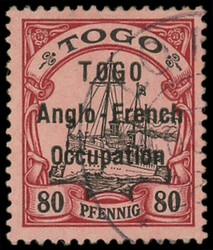 TOGO
TOGO
Anglo-French
Occupation
80 PFENNIG 80